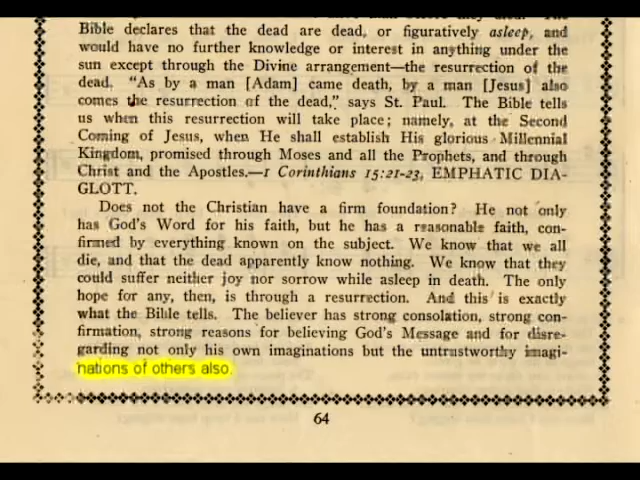 Bible declares that the dead are dead, or figuratively asleep, and
would have no further knowledge or interest in anything under the
sun except through the Divine arrangement—the resurrection of the
dead. "As by a man [Adam] came death, by a man [Jesus] also
comes the resurrection of the dead," says St. Paul. The Bible tells
us when this resurrection will take place; namely, at the Second
Coming of Jesus, when He shall establish His glorious Millennial
Kingdom, promised through Moses and all the Prophets, and through
Christ and the Apostles.—1 Corinthians 15:21-23, EMPHATIC DIA-
GLOTT.
Does not the Christian have a firm foundation? He not only
has God's Word for his faith, but he has a reasonable faith, con-
firmed by everything known on the subject. We know that we all
die, and that the dead apparently know nothing. We know that they
could suffer neither joy nor sorrow while asleep in death. The only
hope for any, then, is through a resurrection. And this is exactly
what the Bible tells. The believer has strong consolation, strong con-
firmation, strong reasons for believing God's Message and for disre-
garding not only his own imaginations but the untrustworthy imagi-
nations of others also.
64